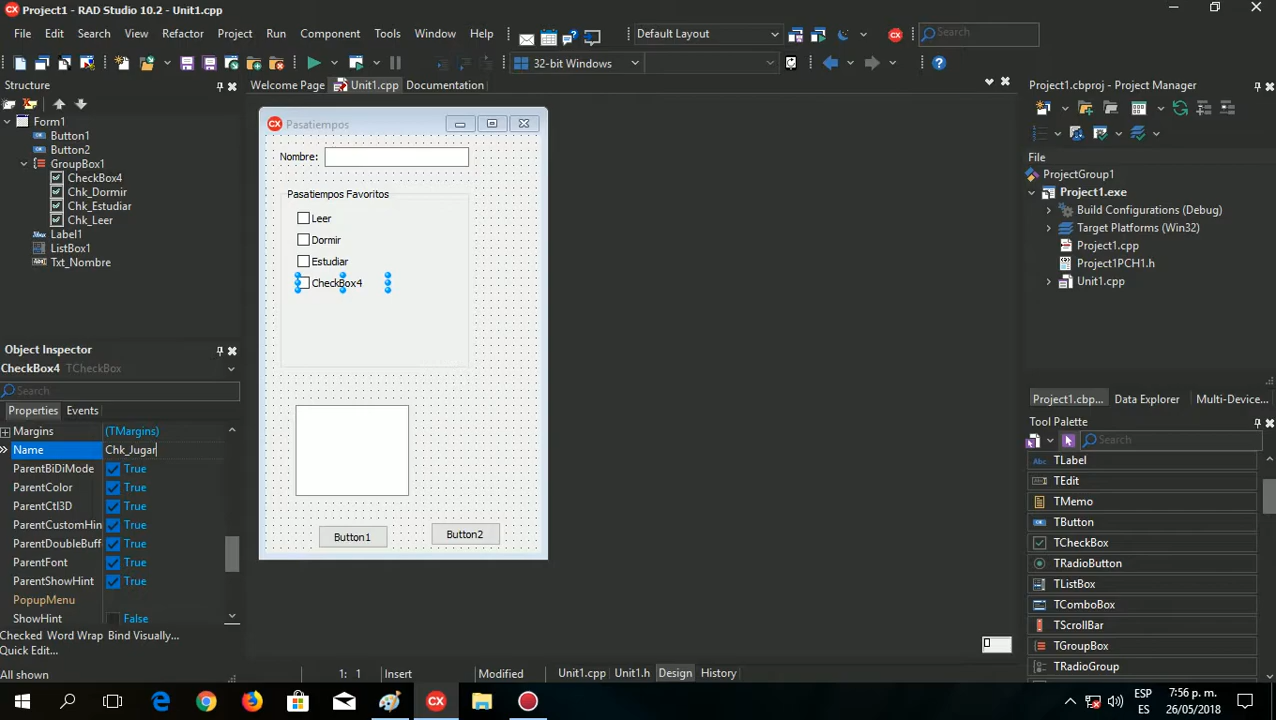 Project1 - RAD Studio 10.2 - Unit1.cpp
File Edit Search View Refactor Project Run Component Tools Window Help
Default Layout
Search
32-bit Windows
Structure
Welcome Page Unit1.cpp Documentation
Project1.cbproj - Project Manager
Form1
Button1
Button2
GroupBox1
CheckBox4
Chk_Dormir
Chk_Estudiar
Chk_Leer
Label1
ListBox1
Txt_Nombre
Pasatiempos
Nombre:
Pasatiempos Favoritos
Leer
Dormir
Estudiar
CheckBox4
Button1
Button2
File
ProjectGroup1
Project1.exe
Build Configurations (Debug)
Target Platforms (Win32)
Project1.cpp
Project1PCH1.h
Unit1.cpp
Object Inspector
CheckBox4 TCheckBox
Search
Properties Events
Margins (TMargins)
Name Chk_Jugar
ParentBiDiMode True
ParentColor True
ParentCtl3D True
ParentCustomHin True
ParentDoubleBuff True
ParentFont True
ParentShowHint True
PopupMenu
ShowHint False
Checked Word Wrap Bind Visually...
Quick Edit...
All shown
Project1.cbp... Data Explorer Multi-Device...
Tool Palette
Search
TLabel
TEdit
TMemo
TButton
TCheckBox
TRadioButton
TListBox
TComboBox
TScrollBar
TGroupBox
TRadioGroup
1: 1 Insert Modified Unit1.cpp Unit1.h Design History
ESP 7:56 p. m.
ES 26/05/2018